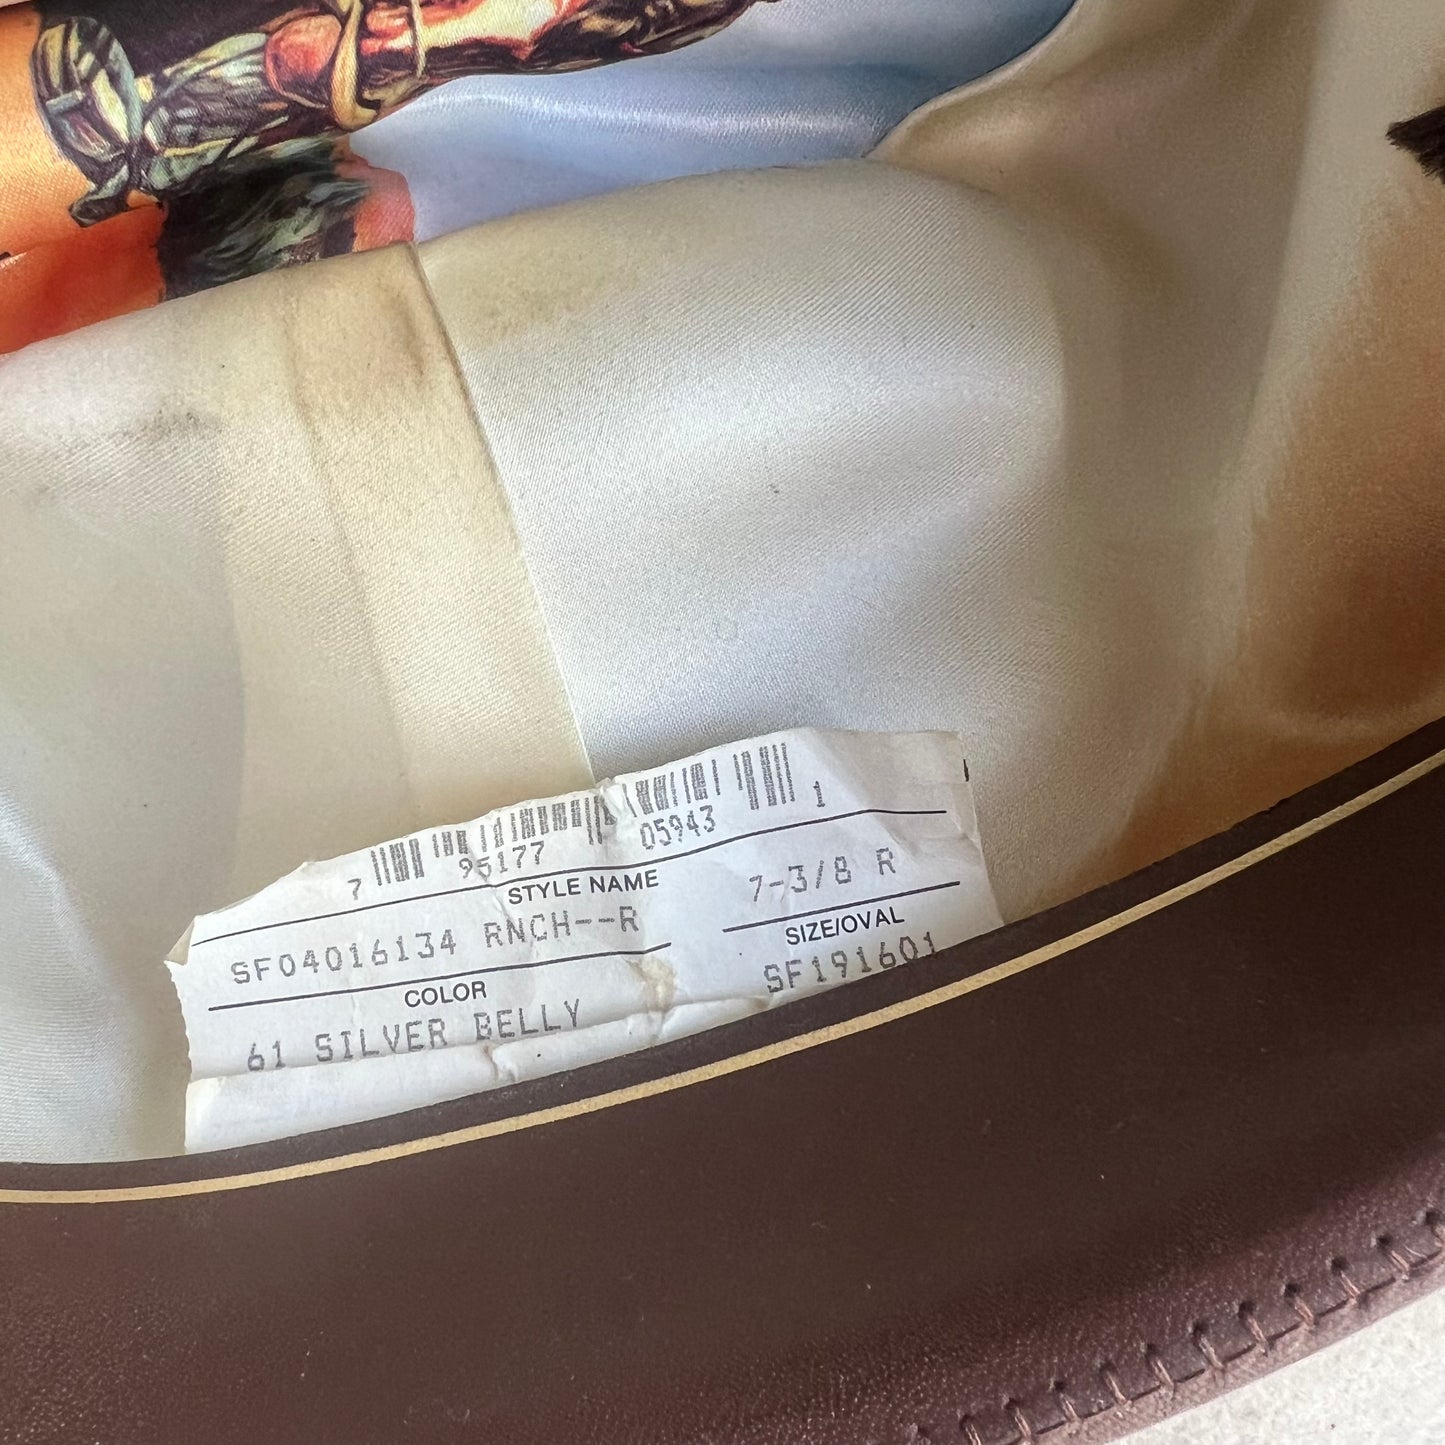 7 95177 05943 1
STYLE NAME
7-3/8 R
SF04016134 RNCH--R
SIZE/OVAL
COLOR
SF191601
61 SILVER BELLY